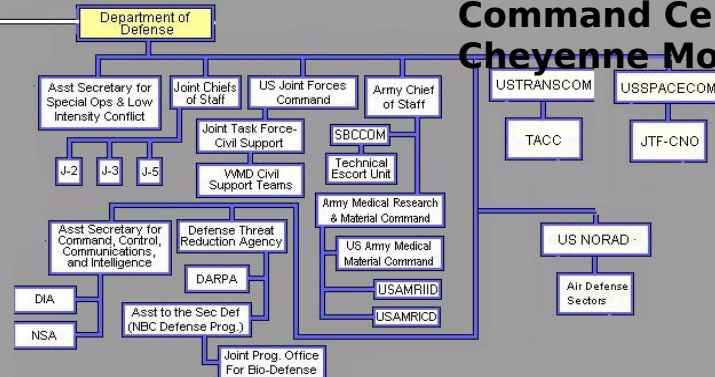 Command Ce
Cheyenne Mo
Department of
Defense
Asst Secretary for
Special Ops & Low
Intensity Conflict
Joint Chiefs
of Staff
US Joint Forces
Command
Army Chief
of Staff
USTRANSCOM
USSPACECOM
Joint Task Force-
Civil Support
SBCCOM
TACC
JTF-CNO
J-2
J-3
J-5
WMD Civil
Support Teams
Technical
Escort Unit
Army Medical Research
& Material Command
Asst Secretary for
Command, Control,
Communications,
and Intelligence
Defense Threat
Reduction Agency
US Army Medical
Material Command
US NORAD
DARPA
DIA
USAMRIID
Air Defense
Sectors
Asst to the Sec Def
(NBC Defense Prog.)
USAMRICD
NSA
Joint Prog. Office
For Bio-Defense